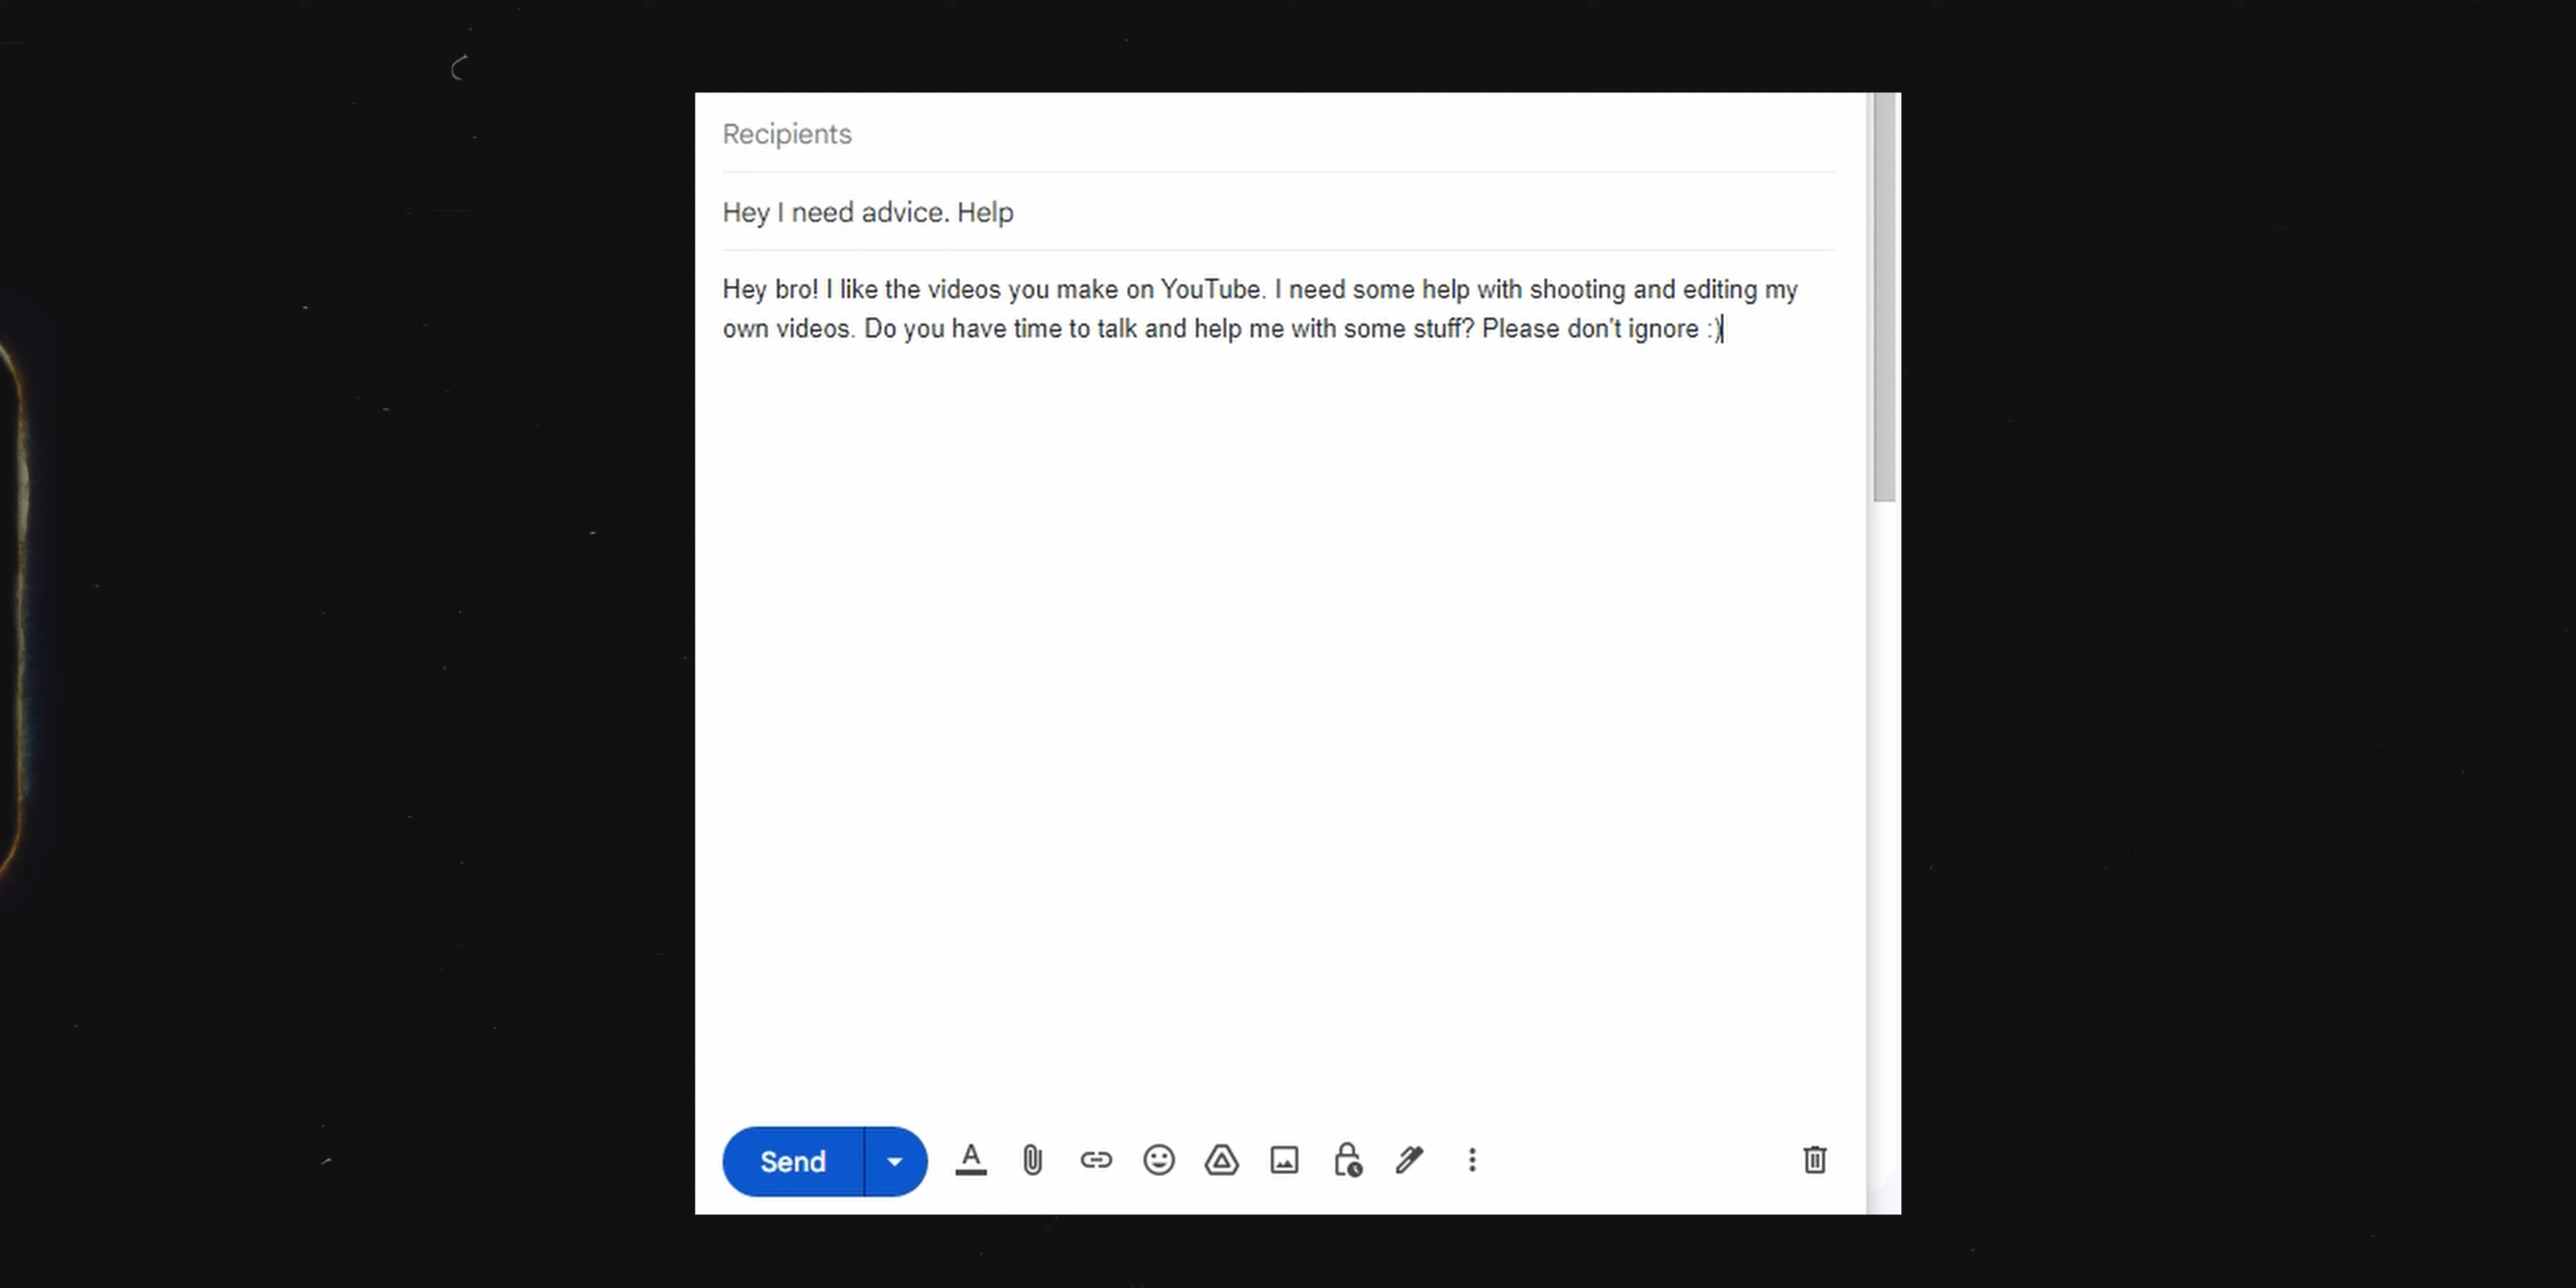 Recipients
Hey I need advice. Help
Hey bro! I like the videos you make on YouTube. I need some help with shooting and editing my
own videos. Do you have time to talk and help me with some stuff? Please don't ignore :)
Send